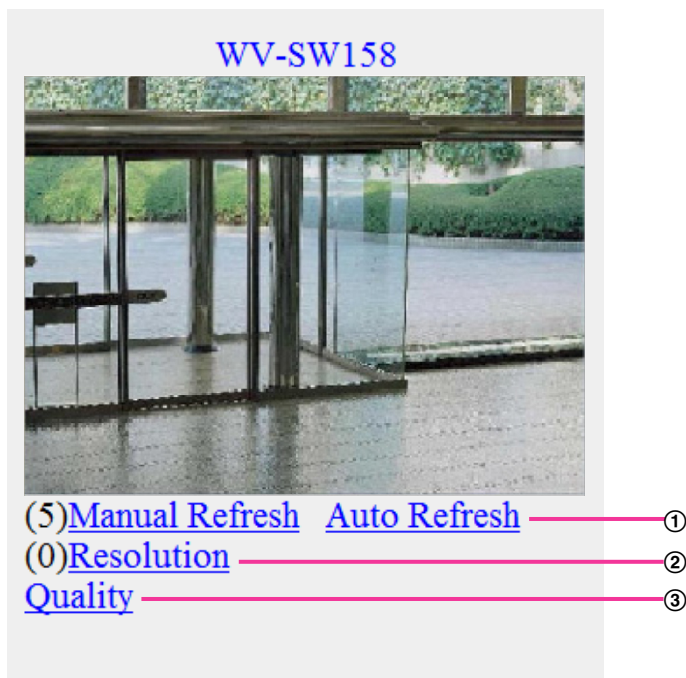 WV-SW158
(5)Manual Refresh Auto Refresh ①
(0)Resolution ②
Quality ③